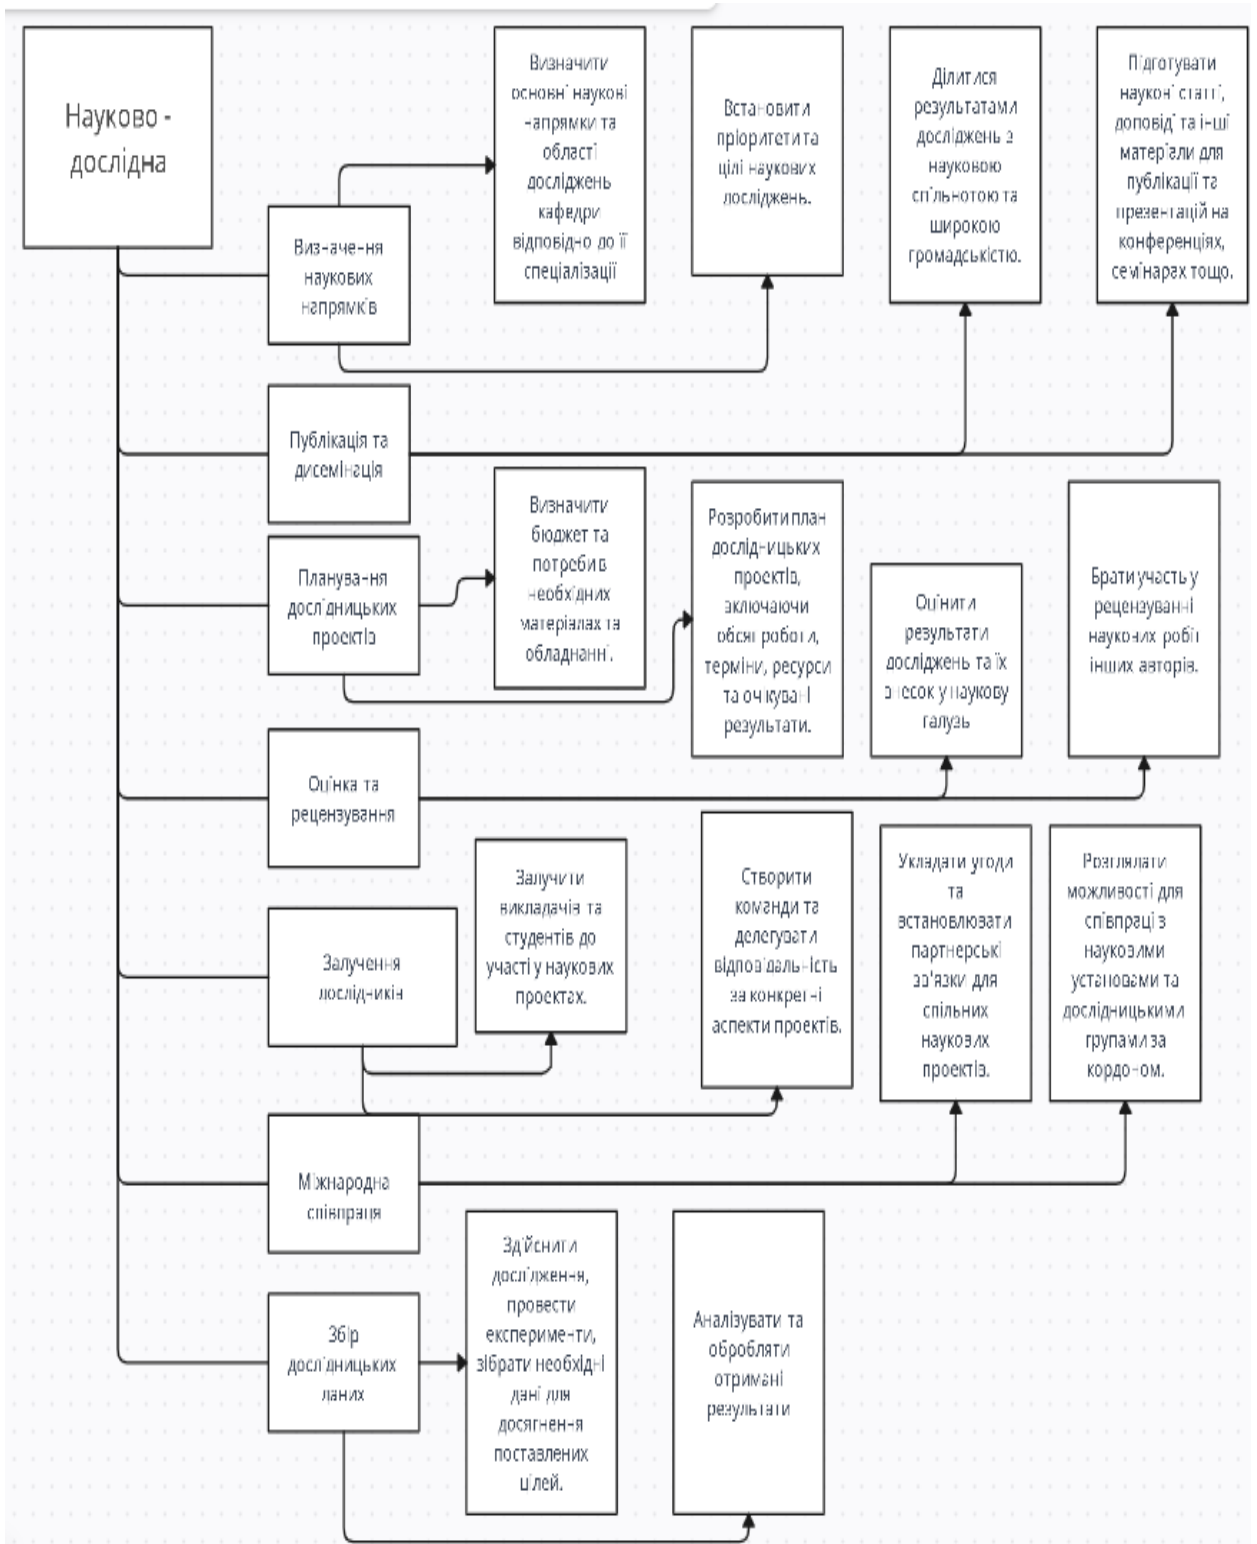 Науково -
дослідна
Визначення
наукових
напрямків
Визначити
основні наукові
напрямки та
області
досліджень
кафедри
відповідно до її
спеціалізації
Встановити
пріоритети та
цілі наукових
досліджень.
Ділитися
результатами
досліджень з
науковою
спільнотою та
широкою
громадськістю.
Підготувати
наукові статті,
доповіді та інші
матеріали для
публікації та
презентацій на
конференціях,
семінарах тощо.
Публікація та
дисемінація
Планування
дослідницьких
проектів
Визначити
бюджет та
потреби в
необхідних
матеріалах та
обладнанні.
Розробити план
дослідницьких
проектів,
включаючи
обсяг роботи,
терміни, ресурси
та очікувані
результати.
Оцінити
результати
досліджень та їх
внесок у наукову
галузь
Брати участь у
рецензуванні
наукових робіт
інших авторів.
Оцінка та
рецензування
Залучення
дослідників
Залучити
викладачів та
студентів до
участі у наукових
проектах.
Створити
команди та
делегувати
відповідальність
за конкретні
аспекти проектів.
Укладати угоди
та
встановлювати
партнерські
зв'язки для
спільних
наукових
проектів.
Розглядати
можливості для
співпраці з
науковими
установами та
дослідницькими
групами за
кордоном.
Міжнародна
співпраця
Збір
дослідницьких
даних
Здійснити
дослідження,
провести
експерименти,
зібрати необхідні
дані для
досягнення
поставлених
цілей.
Аналізувати та
обробляти
отримані
результати